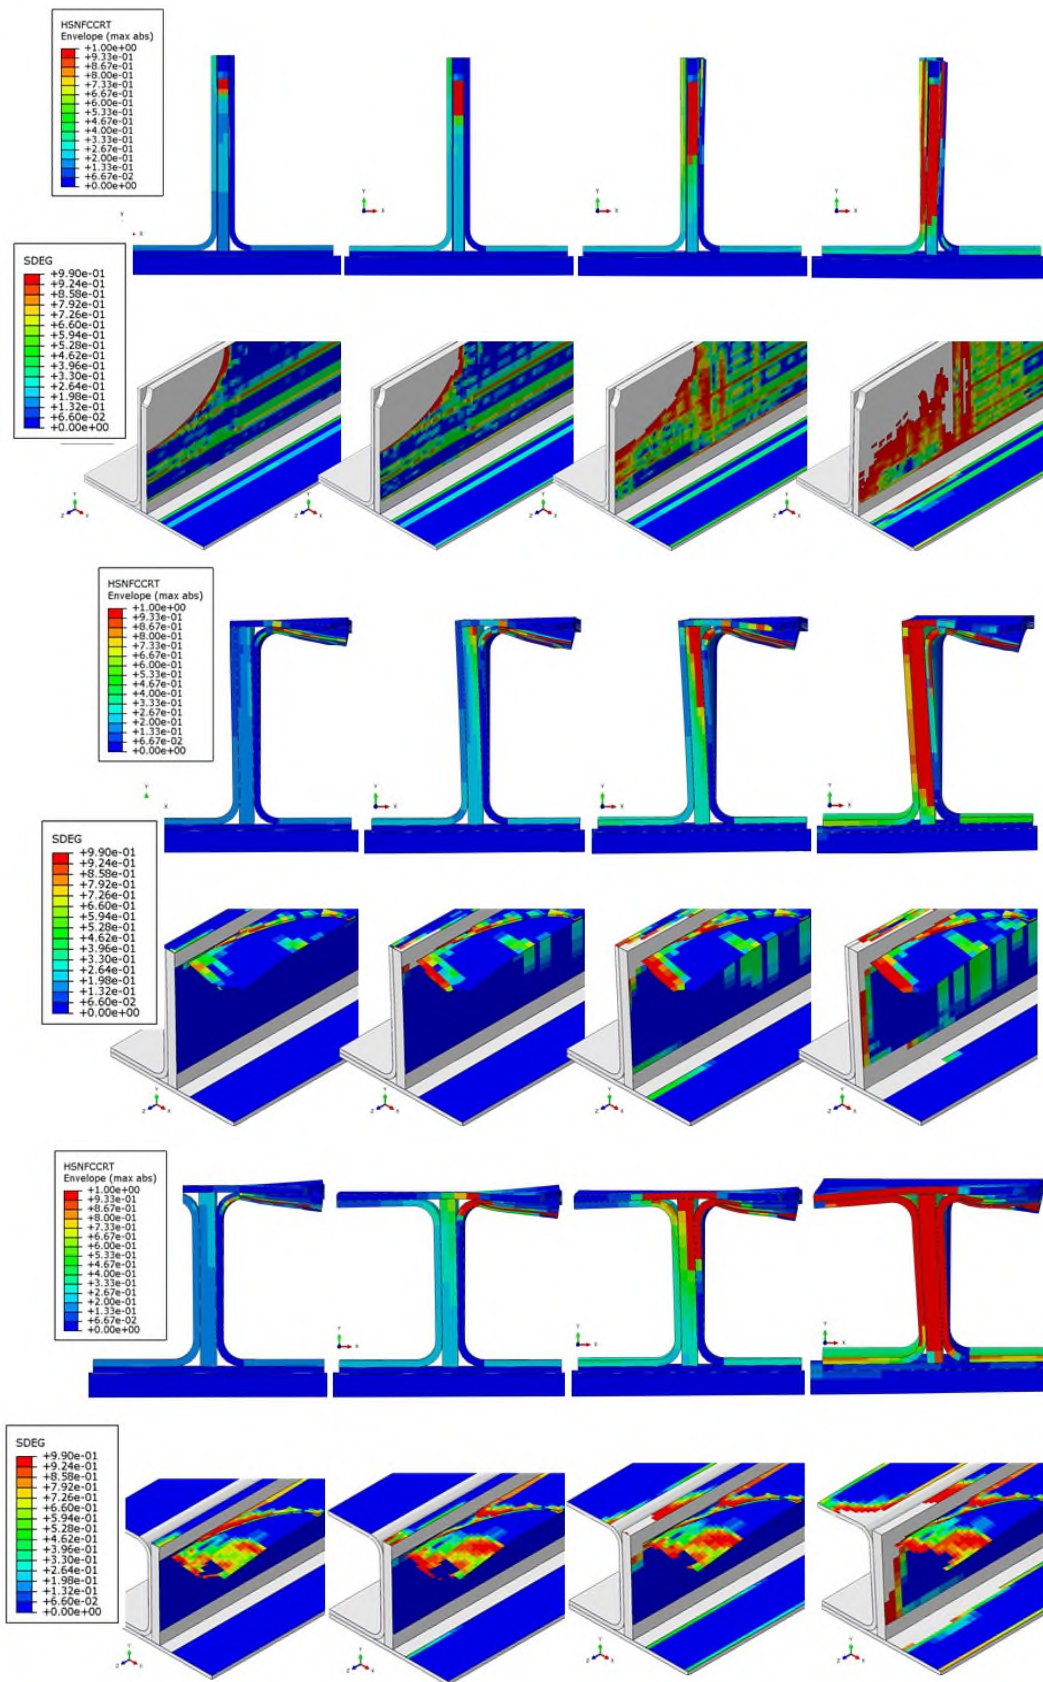 HSNFCCRT
Envelope (max abs)
+1.00e+00
+9.33e-01
+8.67e-01
+8.00e-01
+7.33e-01
+6.67e-01
+6.00e-01
+5.33e-01
+4.67e-01
+4.00e-01
+3.33e-01
+2.67e-01
+2.00e-01
+1.33e-01
+6.67e-02
+0.00e+00
SDEG
+9.90e-01
+9.24e-01
+8.58e-01
+7.92e-01
+7.26e-01
+6.60e-01
+5.94e-01
+5.28e-01
+4.62e-01
+3.96e-01
+3.30e-01
+2.64e-01
+1.98e-01
+1.32e-01
+6.60e-02
+0.00e+00
HSNFCCRT
Envelope (max abs)
+1.00e+00
+9.33e-01
+8.67e-01
+8.00e-01
+7.33e-01
+6.67e-01
+6.00e-01
+5.33e-01
+4.67e-01
+4.00e-01
+3.33e-01
+2.67e-01
+2.00e-01
+1.33e-01
+6.67e-02
+0.00e+00
SDEG
+9.90e-01
+9.24e-01
+8.58e-01
+7.92e-01
+7.26e-01
+6.60e-01
+5.94e-01
+5.28e-01
+4.62e-01
+3.96e-01
+3.30e-01
+2.64e-01
+1.98e-01
+1.32e-01
+6.60e-02
+0.00e+00
HSNFCCRT
Envelope (max abs)
+1.00e+00
+9.33e-01
+8.67e-01
+8.00e-01
+7.33e-01
+6.67e-01
+6.00e-01
+5.33e-01
+4.67e-01
+4.00e-01
+3.33e-01
+2.67e-01
+2.00e-01
+1.33e-01
+6.67e-02
+0.00e+00
SDEG
+9.90e-01
+9.24e-01
+8.58e-01
+7.92e-01
+7.26e-01
+6.60e-01
+5.94e-01
+5.28e-01
+4.62e-01
+3.96e-01
+3.30e-01
+2.64e-01
+1.98e-01
+1.32e-01
+6.60e-02
+0.00e+00